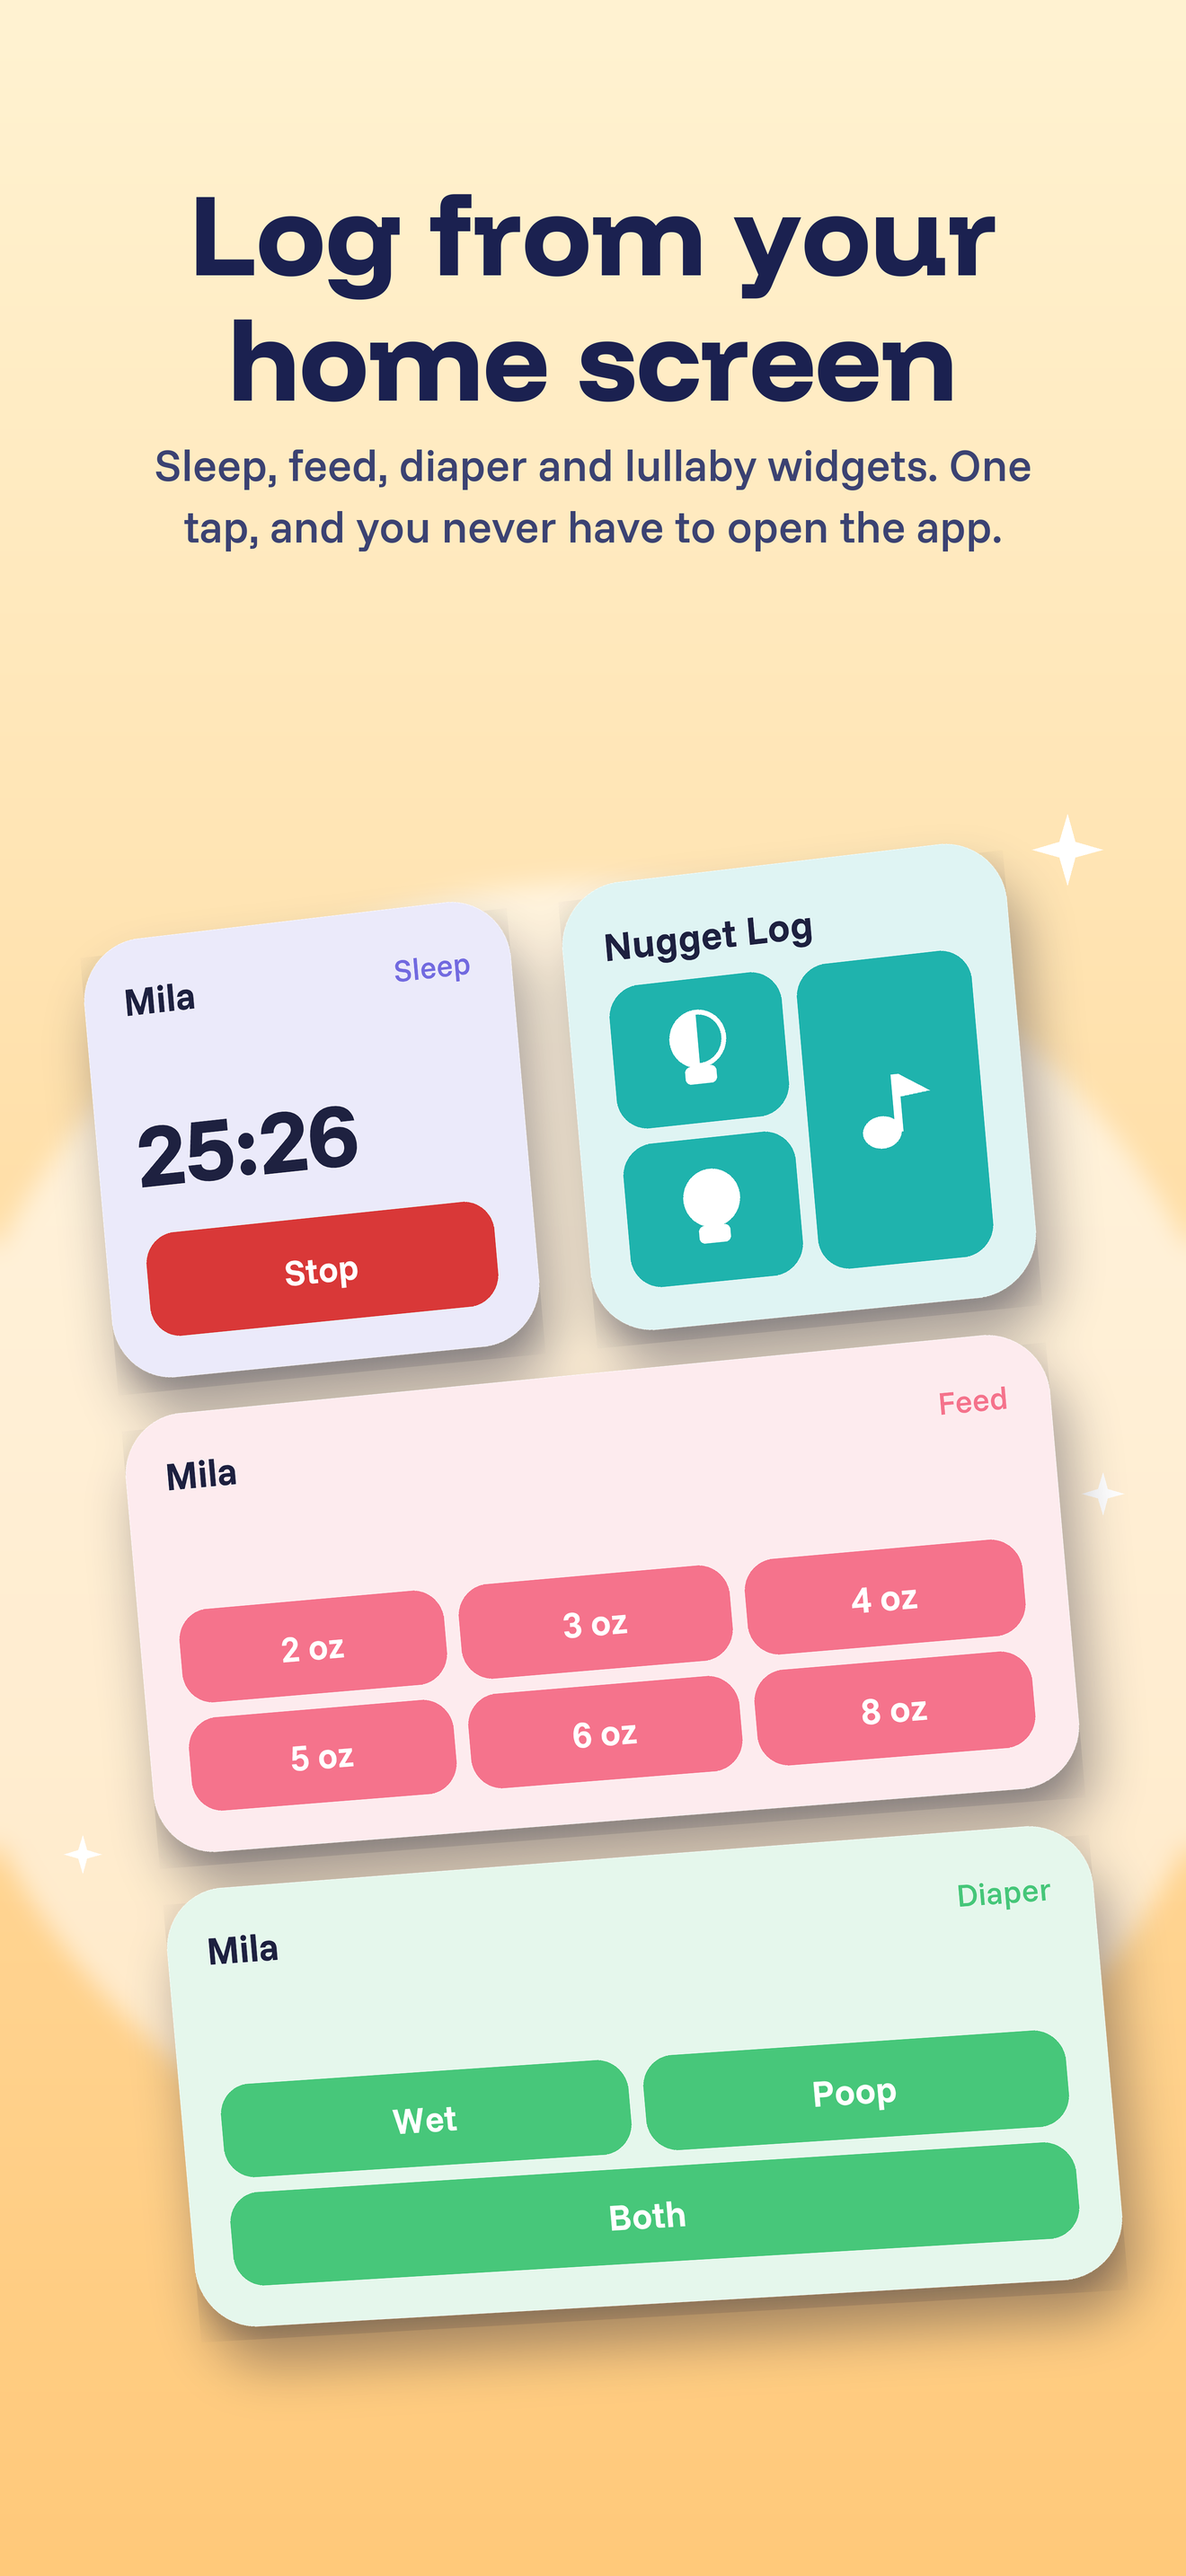 Log from your
home screen
Sleep, feed, diaper and lullaby widgets. One
tap, and you never have to open the app.
Mila
Sleep
25:26
Stop
Nugget Log
Mila
Feed
2 oz
3 oz
4 oz
5 oz
6 oz
8 oz
Mila
Diaper
Wet
Poop
Both